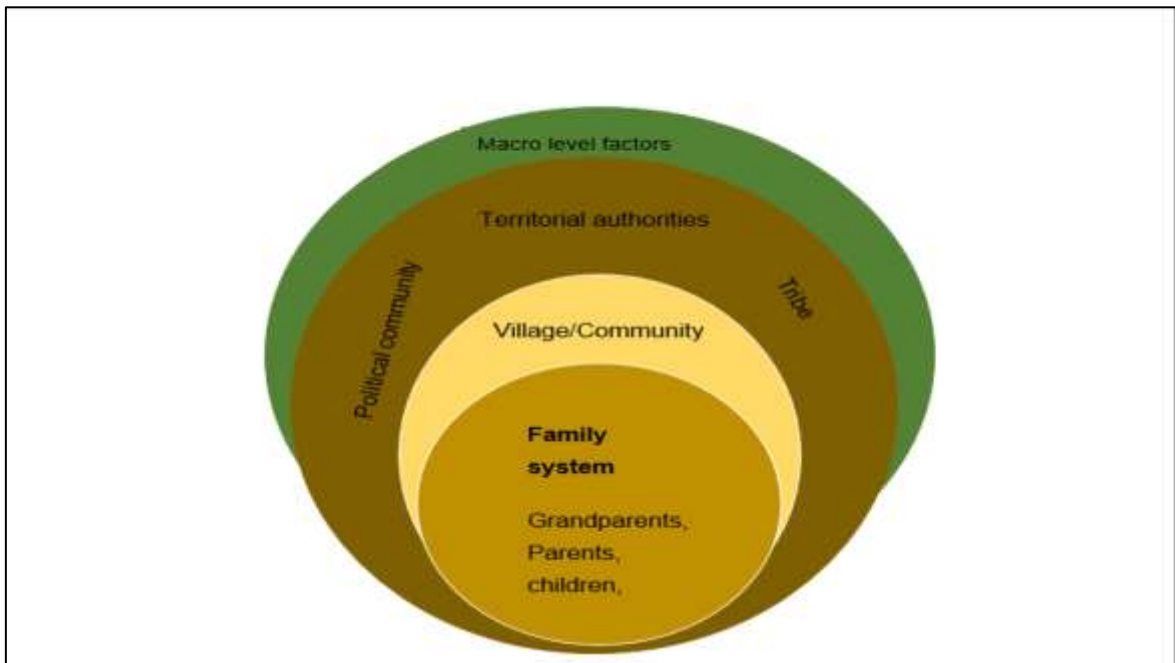 Macro level factors
Territorial authorities
Political community
Tribe
Village/Community
Family
system
Grandparents,
Parents,
children,